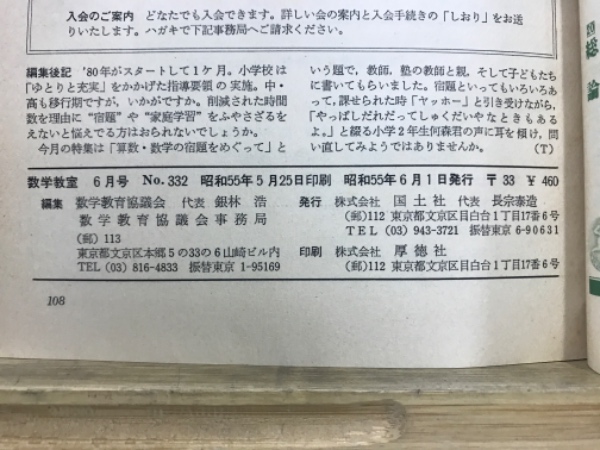 入会のご案内　どなたでも入会できます。詳しい会の案内と入会手続きの「しおり」をお送
りいたします。ハガキで下記事務局へご請求ください。
編集後記　'80年がスタートして1ケ月。小学校は
「ゆとりと充実」をかかげた指導要領の実施。中・
高も移行期ですが、いかがですか。削減された時間
数を理由に"宿題"や"家庭学習"をふやさざるを
えないと悩えでる方はおられないでしょうか。
今月の特集は「算数・数学の宿題をめぐって」と
いう題で、教師、塾の教師と親、そして子どもたち
に書いてもらいました。宿題といってもいろいろあ
って、課せられた時「ヤッホー」と引き受けながら、
「やっぱしだれだってしゅくだいやなときもある
よ。」と綴る小学2年生何森君の声に耳を傾け、問
い直してみようではありませんか。　（T）
数学教室　6月号　No. 332　昭和55年5月25日印刷　昭和55年6月1日発行　〒33　¥460
編集　数学教育協議会　代表　銀林　浩
数学教育協議会事務局
（郵）113
東京都文京区本郷5の33の6山崎ビル内
TEL (03) 816-4833　振替東京 1-95169
発行　株式会社　国土社　代表　長宗泰造
（郵）112 東京都文京区目白台1丁目17番6号
TEL (03) 943-3721　振替東京 6-90631
印刷　株式会社　厚徳社
（郵）112 東京都文京区目白台1丁目17番6号
108
総
論